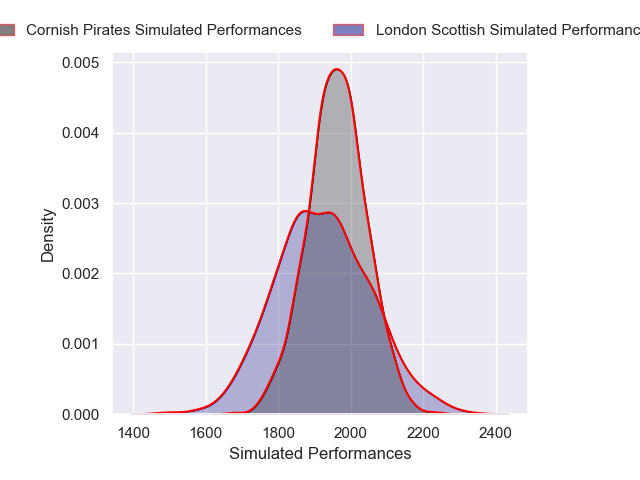 Cornish Pirates Simulated Performances London Scottish Simulated Performanc
0.005
0.004
0.003
0.002
0.001
0.000
Density
1400 1600 1800 2000 2200 2400
Simulated Performances